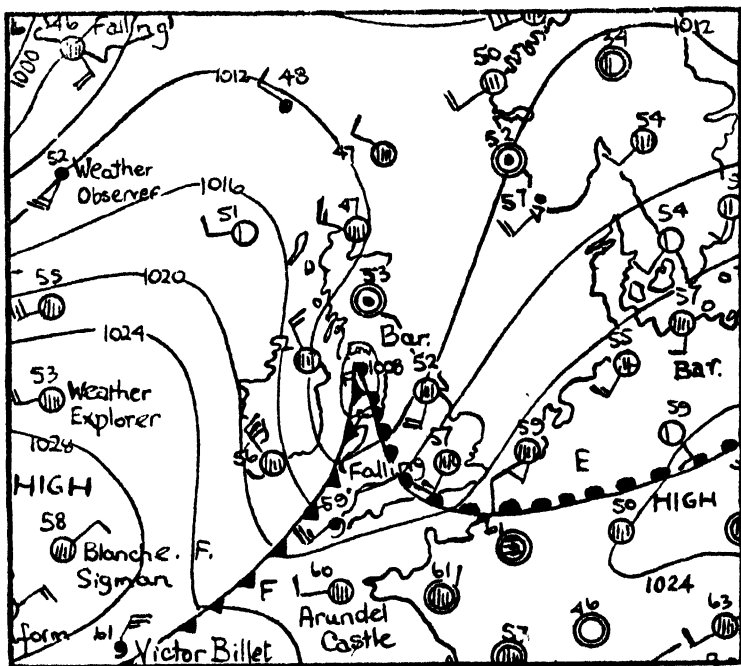 46 Falling
1000
1012
48
50
54
1012
47
52
54
52 Weather
Observer
1016
51
47
57
54
55
1020
53
Bar.
1024
1008
52
55
Bar.
53 Weather
Explorer
59
1028
56
Falling
57
59
E
HIGH
59
HIGH
58
50
Blanche. F.
Sigman
F
60
61
1024
Arundel
Castle
46
63
form
61
Victor Billet
57